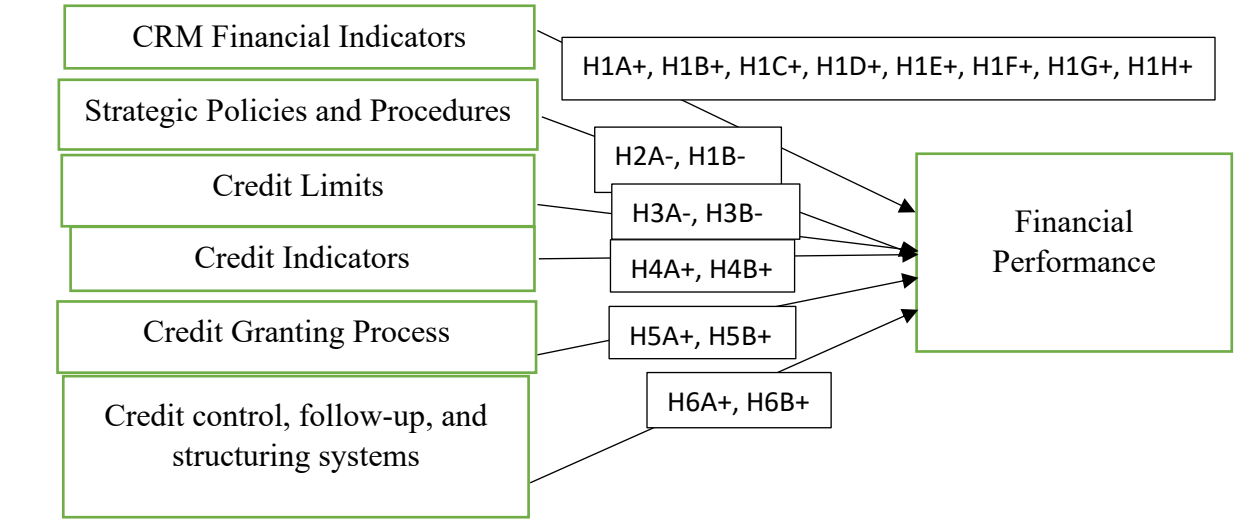 CRM Financial Indicators
H1A+, H1B+, H1C+, H1D+, H1E+, H1F+, H1G+, H1H+
Strategic Policies and Procedures
H2A-, H1B-
Credit Limits
H3A-, H3B-
Credit Indicators
H4A+, H4B+
Credit Granting Process
H5A+, H5B+
Credit control, follow-up, and
structuring systems
H6A+, H6B+
Financial
Performance